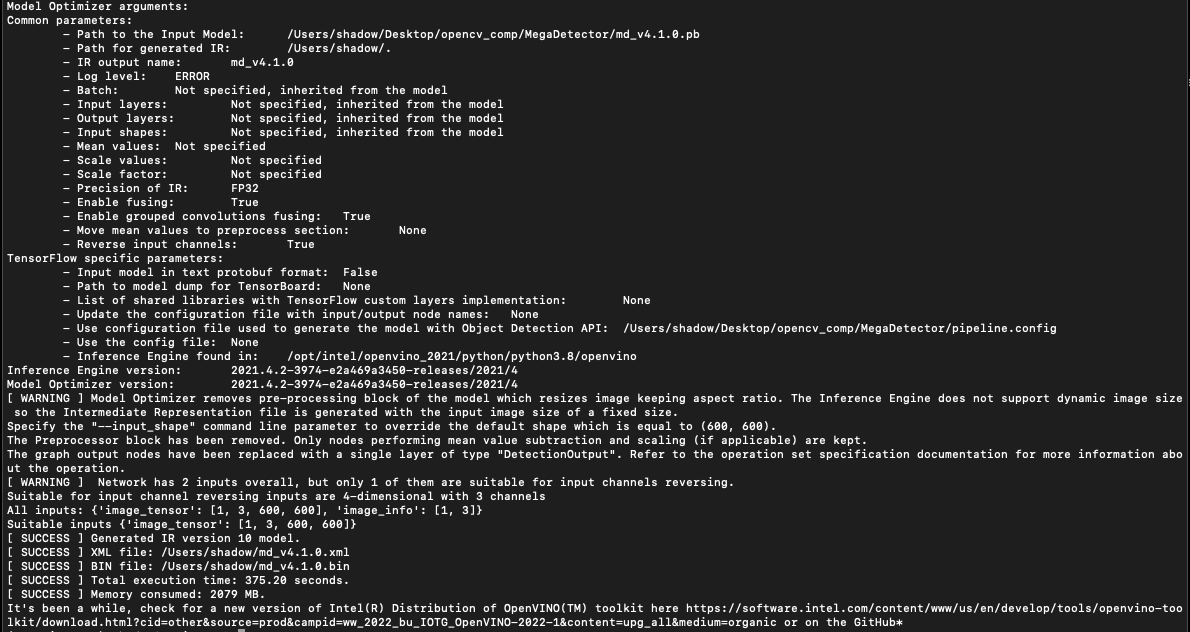 Model Optimizer arguments:
Common parameters:
- Path to the Input Model: /Users/shadow/Desktop/opencv_comp/MegaDetector/md_v4.1.0.pb
- Path for generated IR: /Users/shadow/.
- IR output name: md_v4.1.0
- Log level: ERROR
- Batch: Not specified, inherited from the model
- Input layers: Not specified, inherited from the model
- Output layers: Not specified, inherited from the model
- Input shapes: Not specified, inherited from the model
- Mean values: Not specified
- Scale values: Not specified
- Scale factor: Not specified
- Precision of IR: FP32
- Enable fusing: True
- Enable grouped convolutions fusing: True
- Move mean values to preprocess section: None
- Reverse input channels: True
TensorFlow specific parameters:
- Input model in text protobuf format: False
- Path to model dump for TensorBoard: None
- List of shared libraries with TensorFlow custom layers implementation: None
- Update the configuration file with input/output node names: None
- Use configuration file used to generate the model with Object Detection API: /Users/shadow/Desktop/opencv_comp/MegaDetector/pipeline.config
- Use the config file: None
- Inference Engine found in: /opt/intel/openvino_2021/python/python3.8/openvino
Inference Engine version: 2021.4.2-3974-e2a469a3450-releases/2021/4
Model Optimizer version: 2021.4.2-3974-e2a469a3450-releases/2021/4
[ WARNING ] Model Optimizer removes pre-processing block of the model which resizes image keeping aspect ratio. The Inference Engine does not support dynamic image size
so the Intermediate Representation file is generated with the input image size of a fixed size.
Specify the "--input_shape" command line parameter to override the default shape which is equal to (600, 600).
The Preprocessor block has been removed. Only nodes performing mean value subtraction and scaling (if applicable) are kept.
The graph output nodes have been replaced with a single layer of type "DetectionOutput". Refer to the operation set specification documentation for more information abo
ut the operation.
[ WARNING ]  Network has 2 inputs overall, but only 1 of them are suitable for input channels reversing.
Suitable for input channel reversing inputs are 4-dimensional with 3 channels
All inputs: {'image_tensor': [1, 3, 600, 600], 'image_info': [1, 3]}
Suitable inputs {'image_tensor': [1, 3, 600, 600]}
[ SUCCESS ] Generated IR version 10 model.
[ SUCCESS ] XML file: /Users/shadow/md_v4.1.0.xml
[ SUCCESS ] BIN file: /Users/shadow/md_v4.1.0.bin
[ SUCCESS ] Total execution time: 375.20 seconds.
[ SUCCESS ] Memory consumed: 2079 MB.
It's been a while, check for a new version of Intel(R) Distribution of OpenVINO(TM) toolkit here https://software.intel.com/content/www/us/en/develop/tools/openvino-too
lkit/download.html?cid=other&source=prod&campid=ww_2022_bu_IOTG_OpenVINO-2022-1&content=upg_all&medium=organic or on the GitHub*